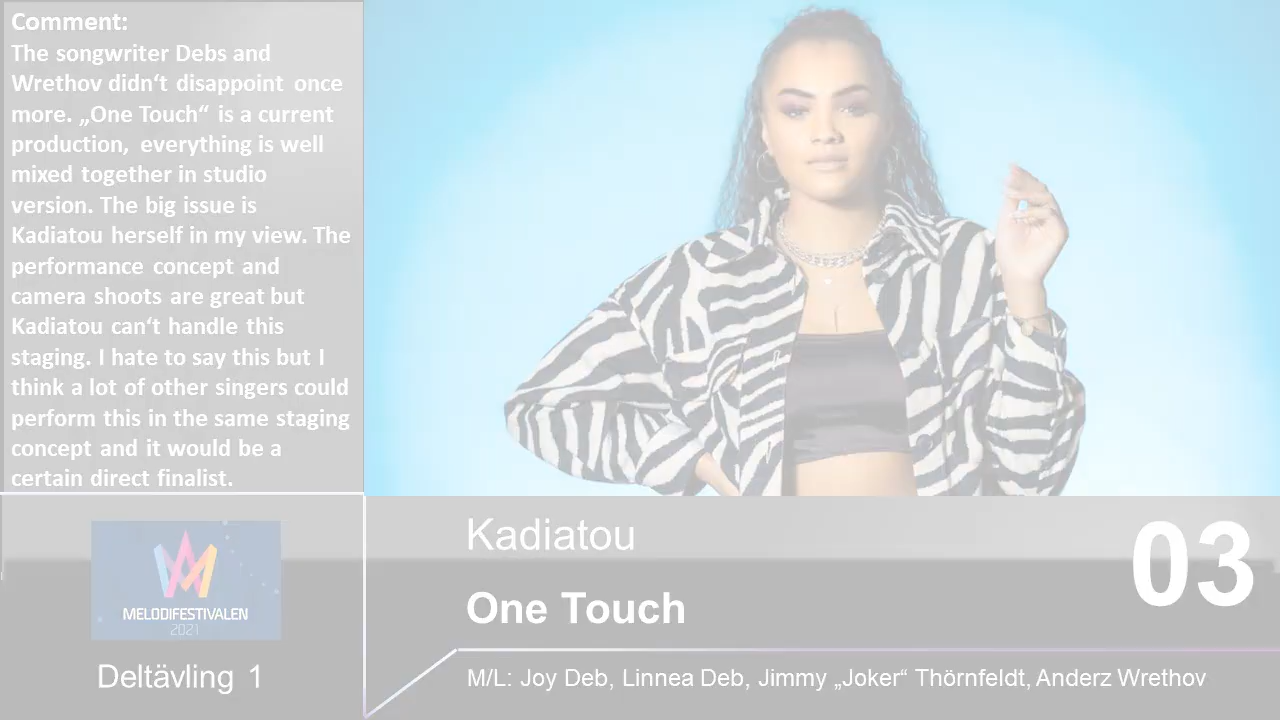 Comment:
The songwriter Debs and
Wrethov didn‘t disappoint once
more. „One Touch“ is a current
production, everything is well
mixed together in studio
version. The big issue is
Kadiatou herself in my view. The
performance concept and
camera shoots are great but
Kadiatou can‘t handle this
staging. I hate to say this but I
think a lot of other singers could
perform this in the same staging
concept and it would be a
certain direct finalist.
MELODIFESTIVALEN
2021
Deltävling 1
Kadiatou
03
One Touch
M/L: Joy Deb, Linnea Deb, Jimmy „Joker“ Thörnfeldt, Anderz Wrethov